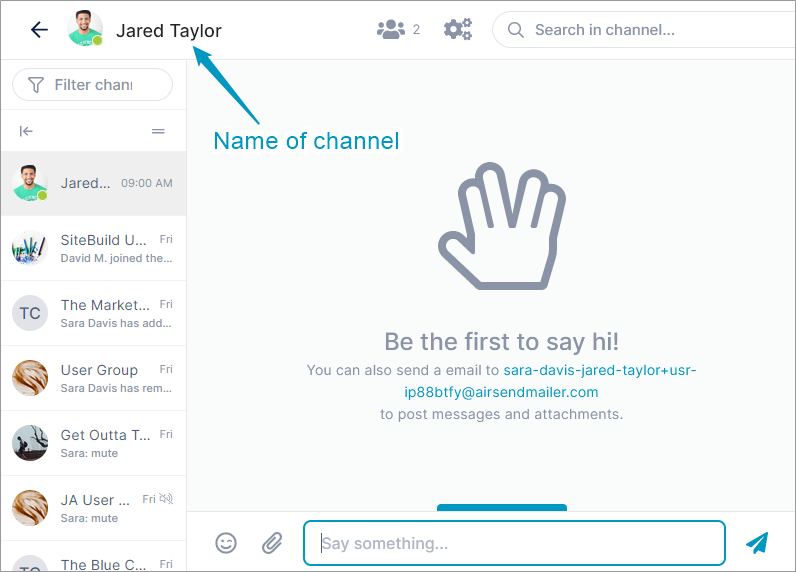 Jared Taylor
2
Search in channel...
Filter chann
Name of channel
Jared... 09:00 AM
SiteBuild U... Fri
David M. joined the...
TC
The Market... Fri
Sara Davis has add...
User Group Fri
Sara Davis has rem...
Get Outta T... Fri
Sara: mute
JA User ... Fri
Sara: mute
TC
The Blue C... Fri
Be the first to say hi!
You can also send a email to sara-davis-jared-taylor+usr-
ip88btfy@airsendmailer.com
to post messages and attachments.
Say something...